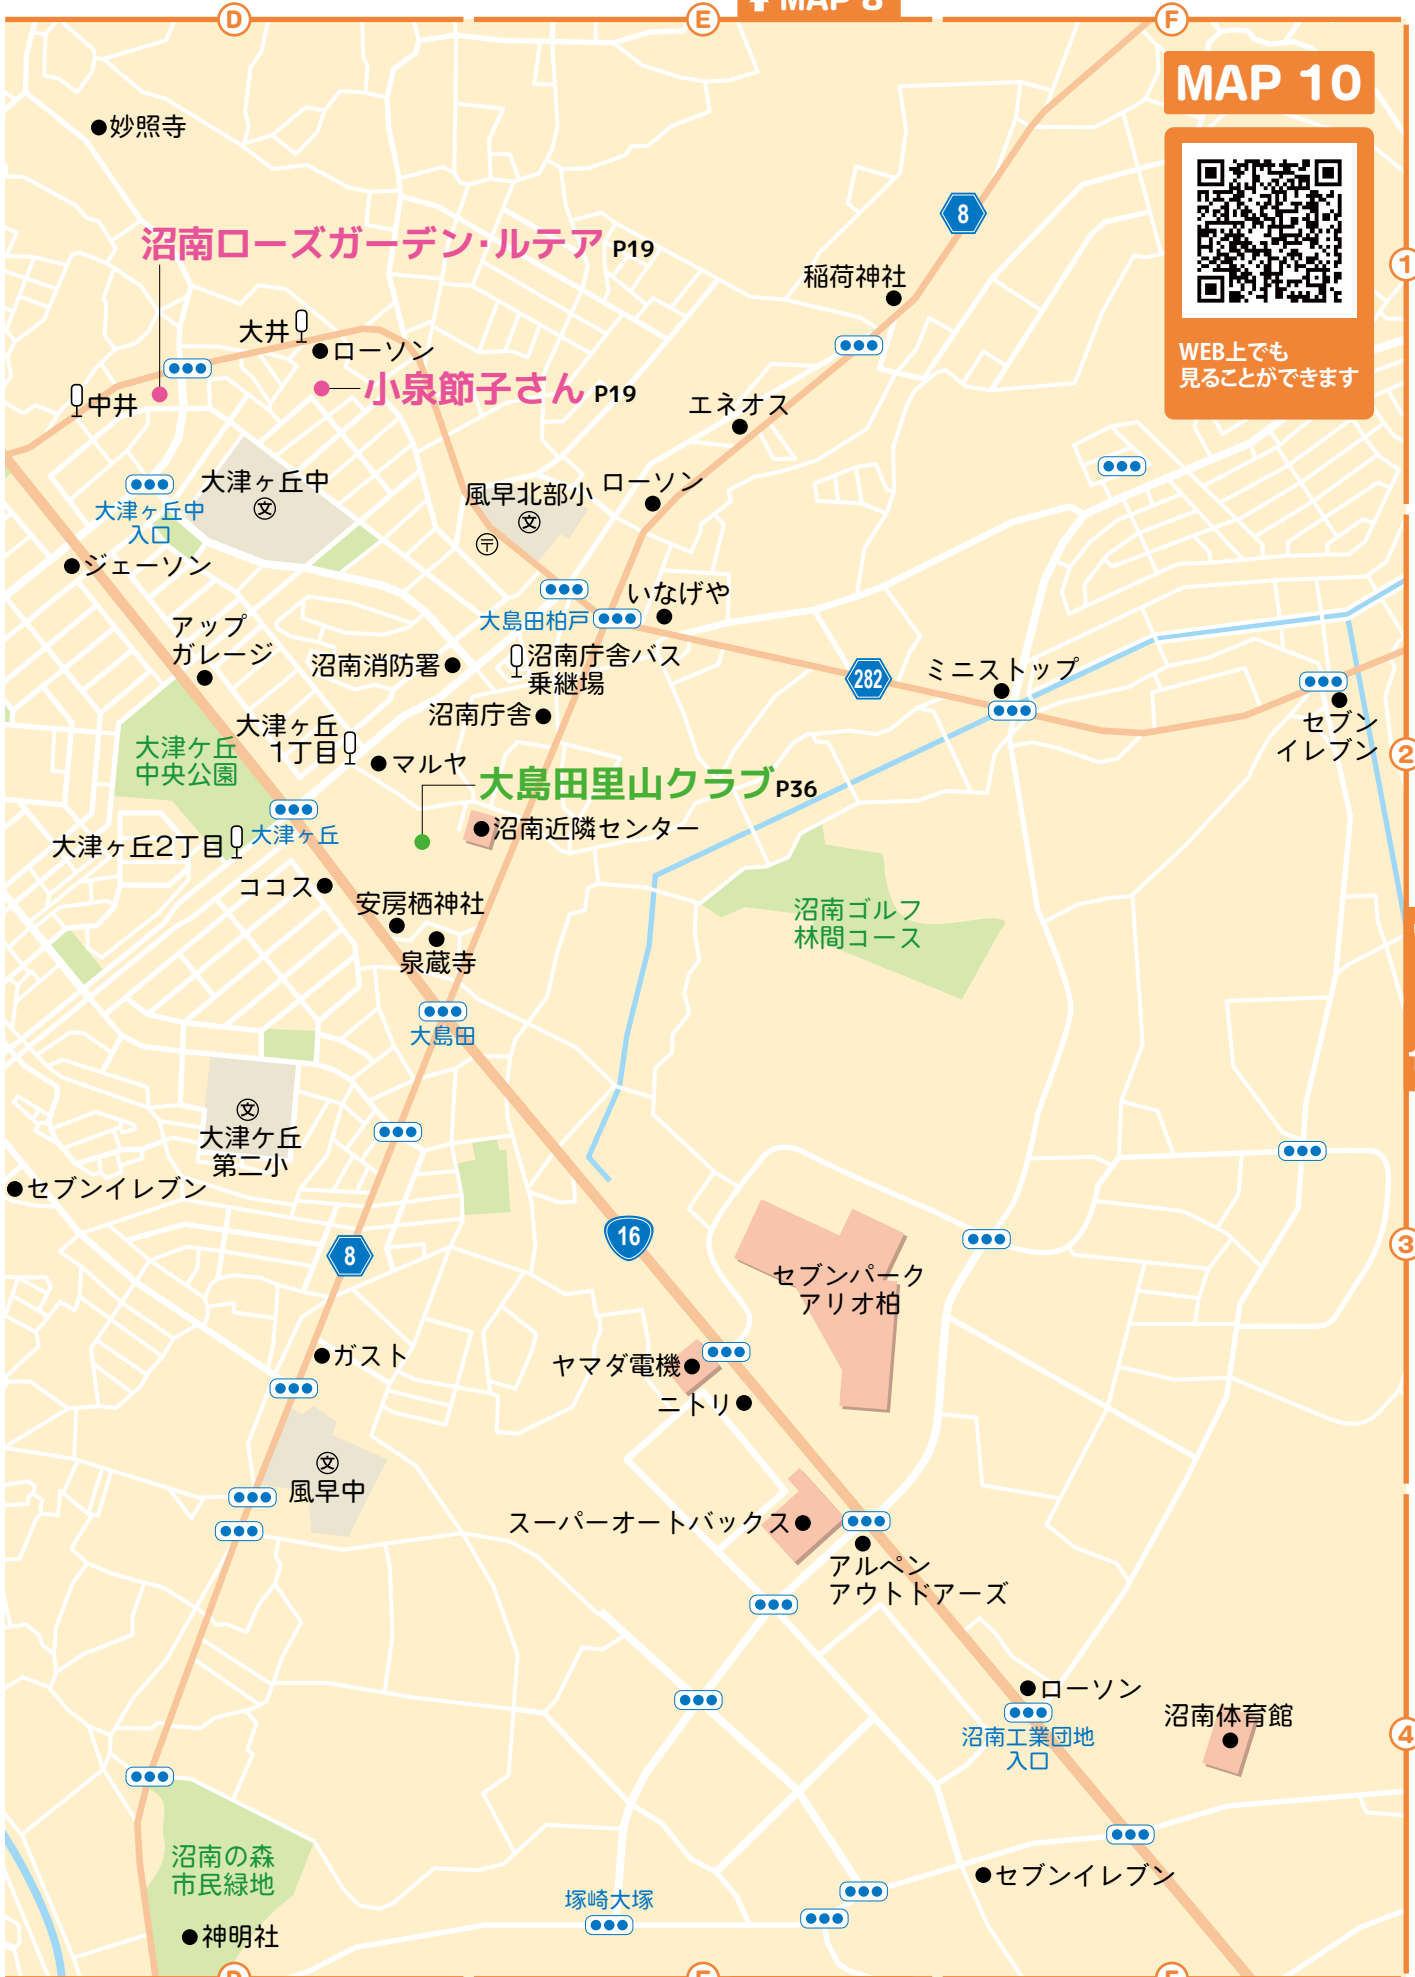 MAP 8
D
E
F
MAP 10
妙照寺
8
沼南ローズガーデン・ルテア P19
稲荷神社
1
大井
ローソン
WEB上でも
見ることができます
小泉節子さん P19
中井
エネオス
大津ヶ丘中
風早北部小
ローソン
文
文
大津ヶ丘中
入口
〒
ジェーソン
いなげや
大島田柏戸
アップ
ガレージ
沼南消防署
沼南庁舎バス
乗継場
282
ミニストップ
沼南庁舎
セブン
イレブン
2
大津ヶ丘
1丁目
大津ケ丘
中央公園
マルヤ
大島田里山クラブ P36
大津ヶ丘2丁目
大津ヶ丘
沼南近隣センター
ココス
安房栖神社
沼南ゴルフ
林間コース
泉蔵寺
大島田
文
大津ケ丘
第二小
セブンイレブン
16
3
8
セブンパーク
アリオ柏
ガスト
ヤマダ電機
ニトリ
文
風早中
スーパーオートバックス
アルペン
アウトドアーズ
ローソン
沼南体育館
4
沼南工業団地
入口
沼南の森
市民緑地
セブンイレブン
塚崎大塚
神明社
D
E
F